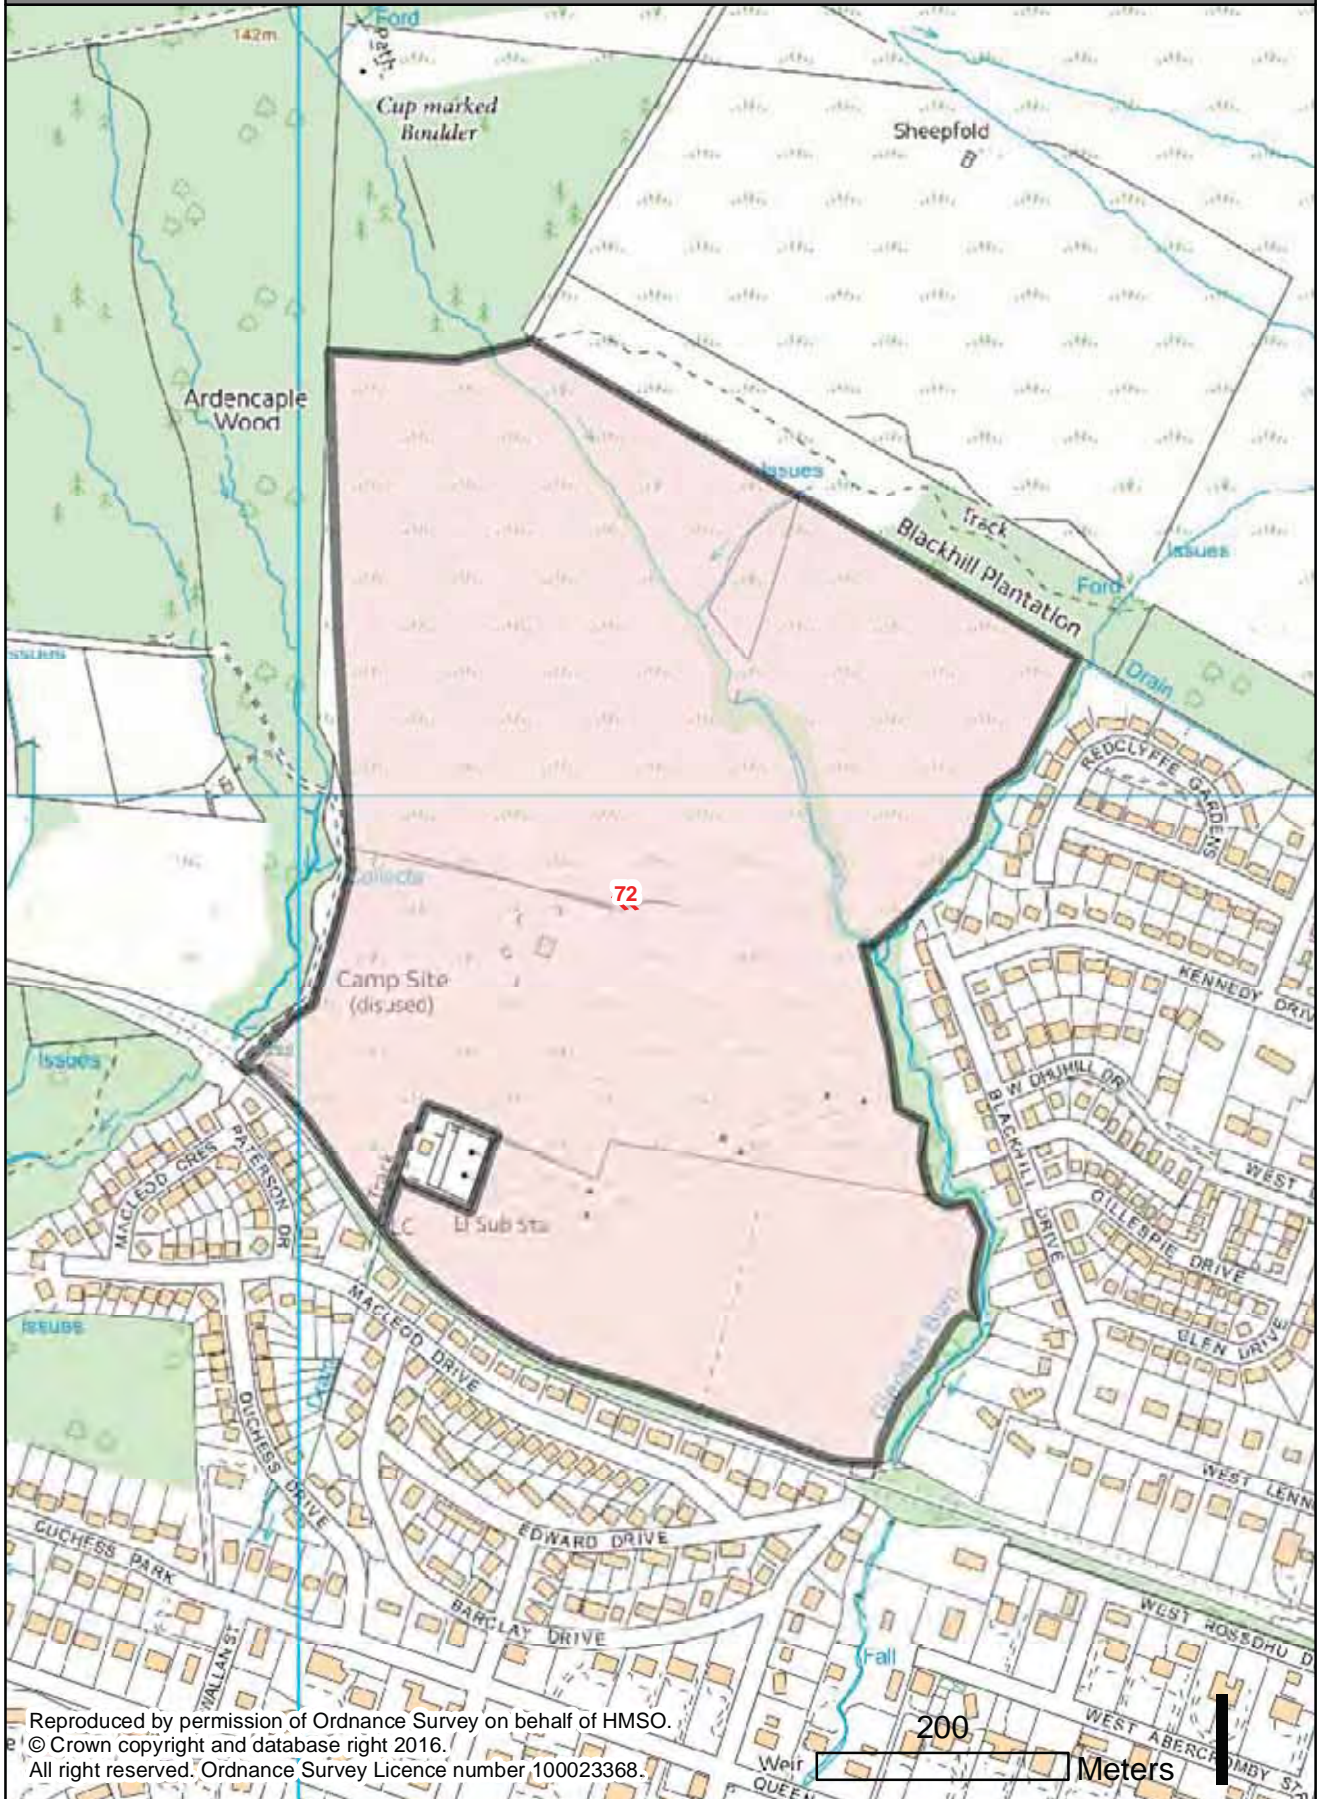 Ford
142m
path
Cup marked
Boulder
Sheepfold
Ardencaple
Wood
Issues
Track
Blackhill Plantation
Issues
Ford
Drain
REDCLYFFE GARDENS
Collects
72
Camp Site
(disused)
KENNEDY DRIV
Issues
W DHUHILL DR
BLACKHILL DRIVE
WEST
PATERSON DR
MACLEOD CRES
Track
El Sub Sta
GILLESPIE DRIVE
Issues
MACLEOD DRIVE
GLEN DRIVE
Drain
DUCHESS DRIVE
WEST LENN
DUCHESS PARK
EDWARD DRIVE
BARCLAY DRIVE
WEST ROSSDHU D
Fall
Reproduced by permission of Ordnance Survey on behalf of HMSO.
© Crown copyright and database right 2016.
All right reserved. Ordnance Survey Licence number 100023368.
200
Meters
WEST ABERCROMBY ST
Weir
QUEEN